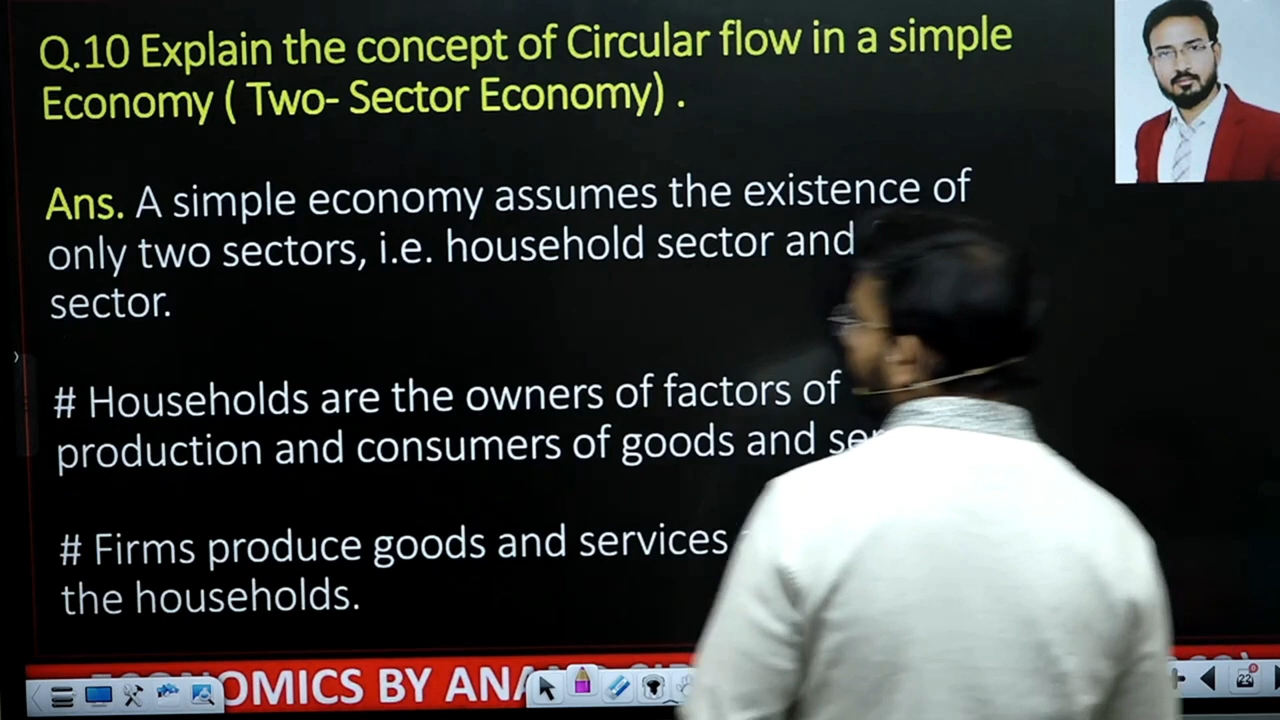 Q.10 Explain the concept of Circular flow in a simple
Economy ( Two- Sector Economy) .
Ans. A simple economy assumes the existence of
only two sectors, i.e. household sector and
sector.
# Households are the owners of factors of
production and consumers of goods and
# Firms produce goods and services
the households.
OMICS BY
22